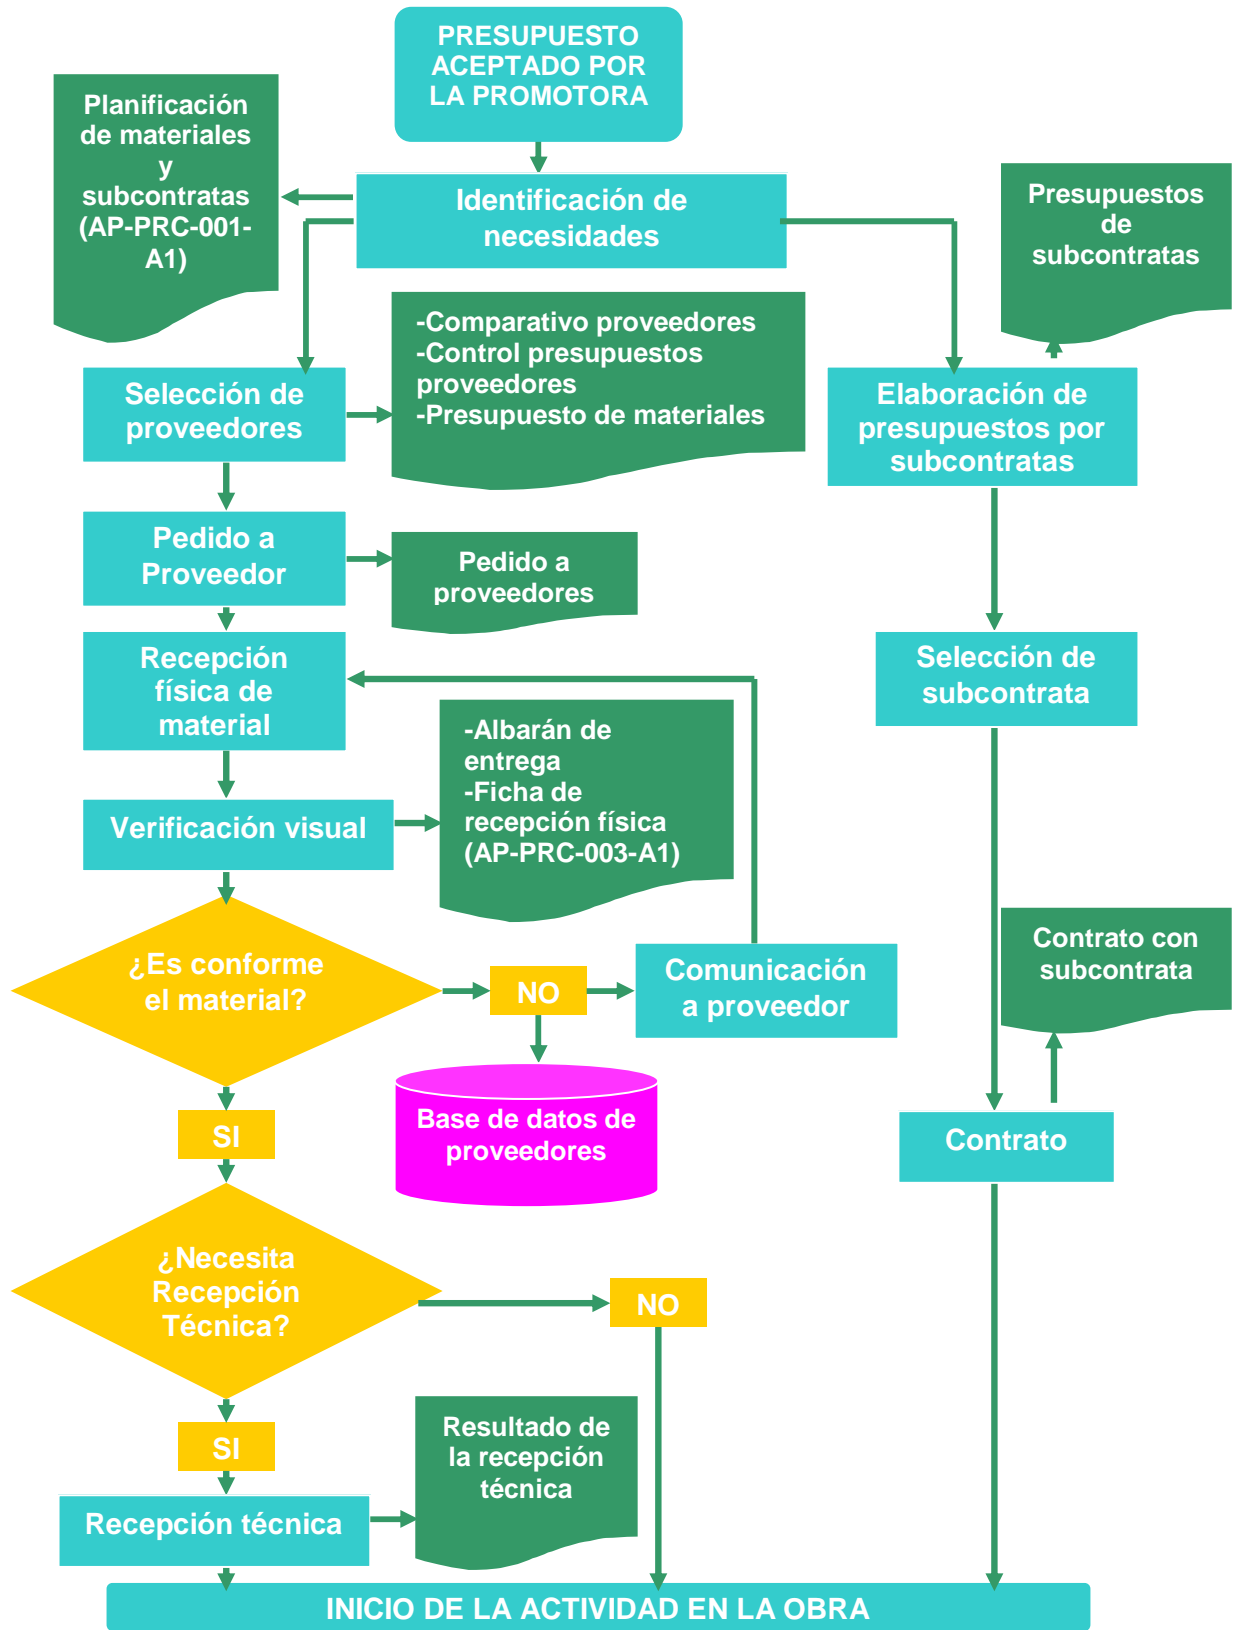 PRESUPUESTO
ACEPTADO POR
LA PROMOTORA
Planificación
de materiales
y
subcontratas
(AP-PRC-001-
A1)
Identificación de
necesidades
Presupuestos
de
subcontratas
-Comparativo proveedores
-Control presupuestos
proveedores
-Presupuesto de materiales
Selección de
proveedores
Elaboración de
presupuestos por
subcontratas
Pedido a
Proveedor
Pedido a
proveedores
Recepción
física de
material
Selección de
subcontrata
-Albarán de
entrega
-Ficha de
recepción física
(AP-PRC-003-A1)
Verificación visual
¿Es conforme
el material?
NO
Comunicación
a proveedor
Contrato con
subcontrata
Base de datos de
proveedores
SI
Contrato
¿Necesita
Recepción
Técnica?
NO
SI
Resultado de
la recepción
técnica
Recepción técnica
INICIO DE LA ACTIVIDAD EN LA OBRA